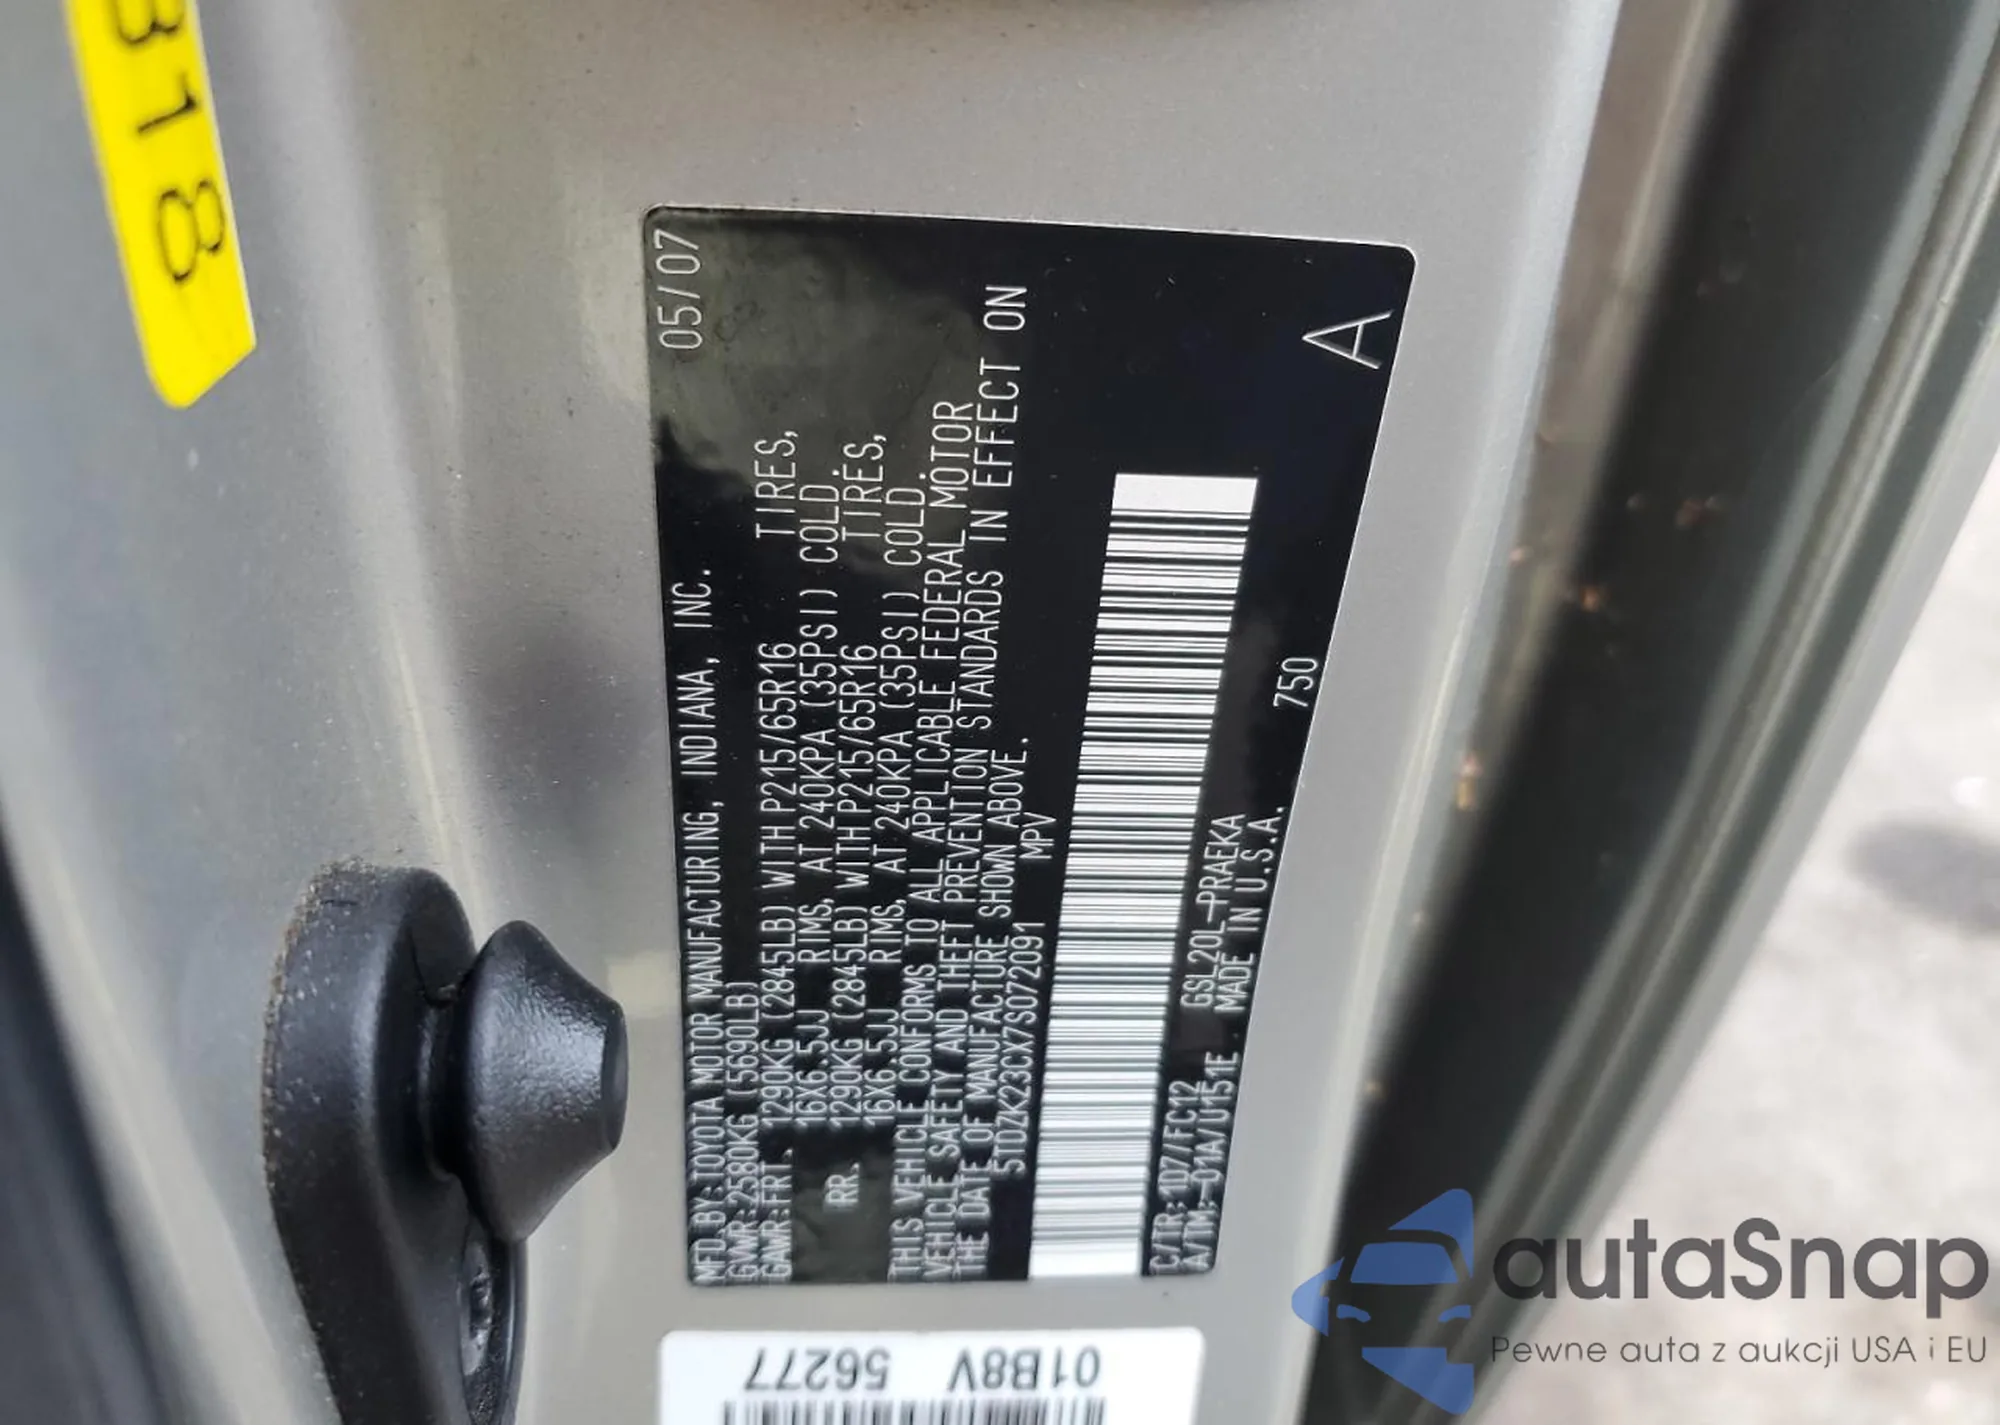 318
05/07
MFD.BY:TOYOTA MOTOR MANUFACTURING, INDIANA, INC.
GVWR:2580KG (5690LB)
GAWR:FRT. 1290KG (2845LB) WITH P215/65R16 TIRES,
16X6.5JJ RIMS, AT 240KPA (35PSI) COLD.
RR. 1290KG (2845LB) WITH P215/65R16 TIRES,
16X6.5JJ RIMS, AT 240KPA (35PSI) COLD.
THIS VEHICLE CONFORMS TO ALL APPLICABLE FEDERAL MOTOR
VEHICLE SAFETY AND THEFT PREVENTION STANDARDS IN EFFECT ON
THE DATE OF MANUFACTURE SHOWN ABOVE.
5TDZK23CX7S072091 MPV
C/TR:1D7/FC12 GSL20L-PRAEKA 750
A/TM:-01A/U151E MADE IN U.S.A.
A
01B8V 56277
autaSnap
Pewne auta z aukcji USA i EU